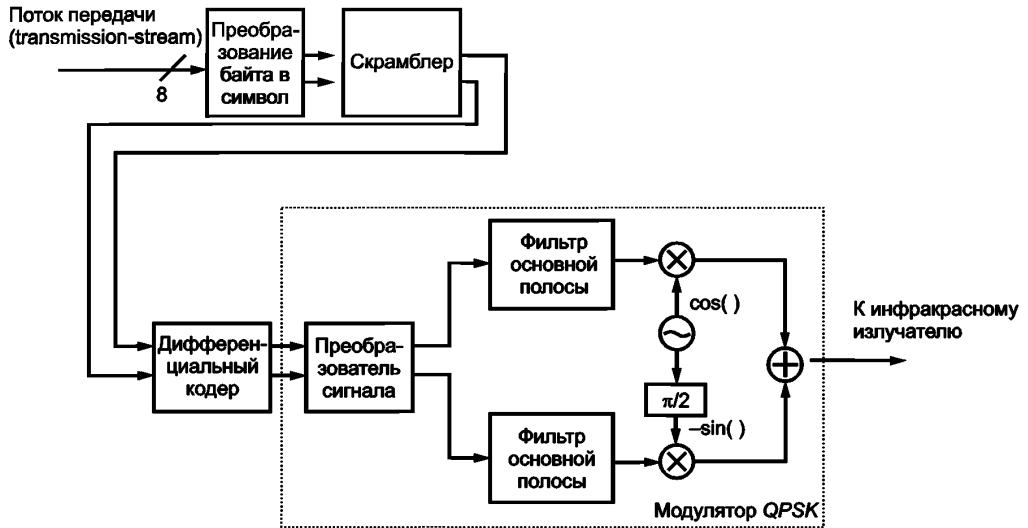 Поток передачи
(transmission-stream)
8
Преобра-
зование
байта в
символ
Скрамблер
Фильтр
основной
полосы
cos( )
К инфракрасному
излучателю
Дифферен-
циальный
кодер
Преобра-
зователь
сигнала
π/2
–sin( )
Фильтр
основной
полосы
Модулятор QPSK